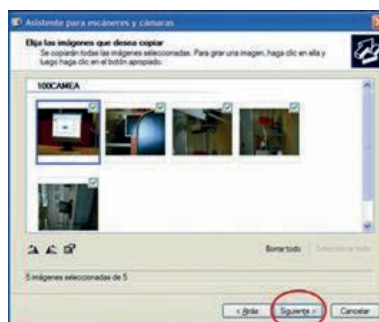 Asistente para escáneres y cámaras
Elija las imágenes que desea copiar
Se copiarán todas las imágenes seleccionadas. Para girar una imagen, haga clic en ella y
luego haga clic en el botón apropiado.
100CAMEA
Borrar todo Seleccionar todo
5 imágenes seleccionadas de 5
< Atrás Siguiente > Cancelar